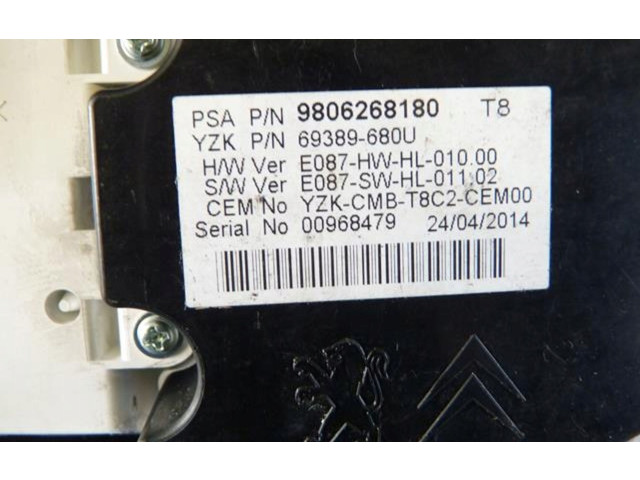 PSA P/N 9806268180 T8
YZK P/N 69389-680U
H/W Ver E087-HW-HL-010.00
S/W Ver E087-SW-HL-011.02
CEM No YZK-CMB-T8C2-CEM00
Serial No 00968479 24/04/2014